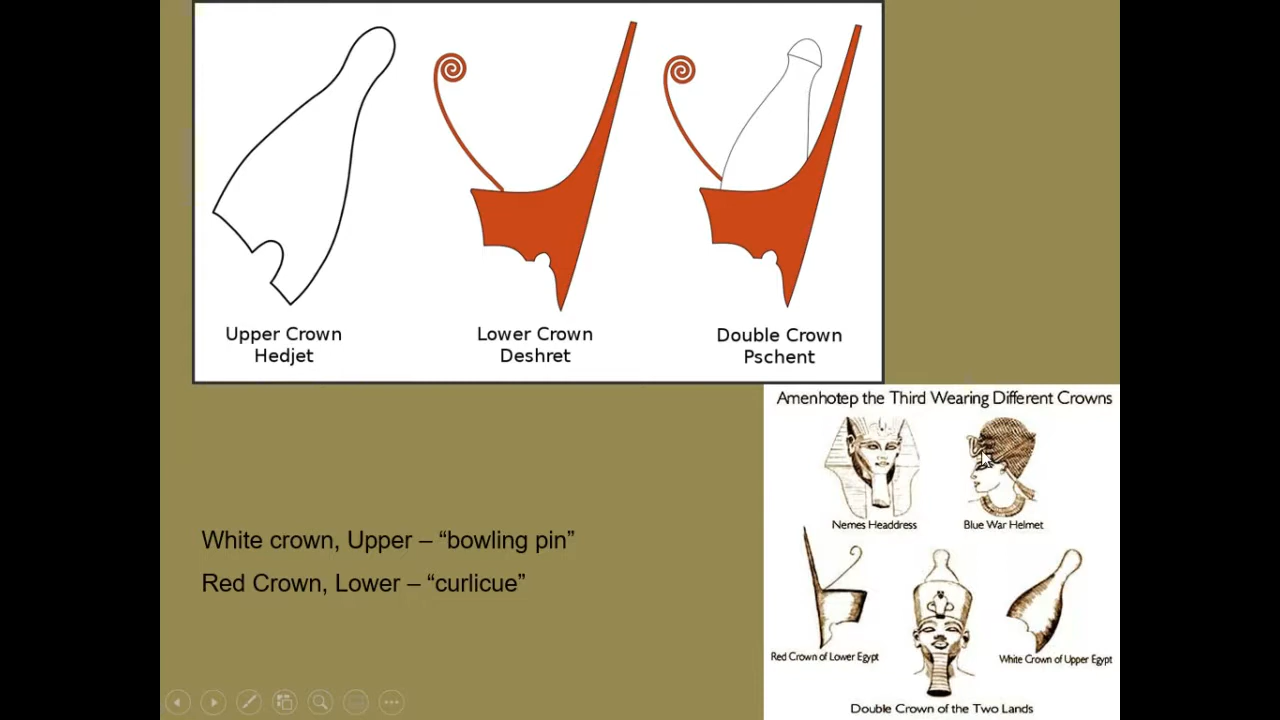 Upper Crown
Hedjet
Lower Crown
Deshret
Double Crown
Pschent
Amenhotep the Third Wearing Different Crowns
Nemes Headdress
Blue War Helmet
White crown, Upper – “bowling pin”
Red Crown, Lower – “curlicue”
Red Crown of Lower Egypt
White Crown of Upper Egypt
Double Crown of the Two Lands